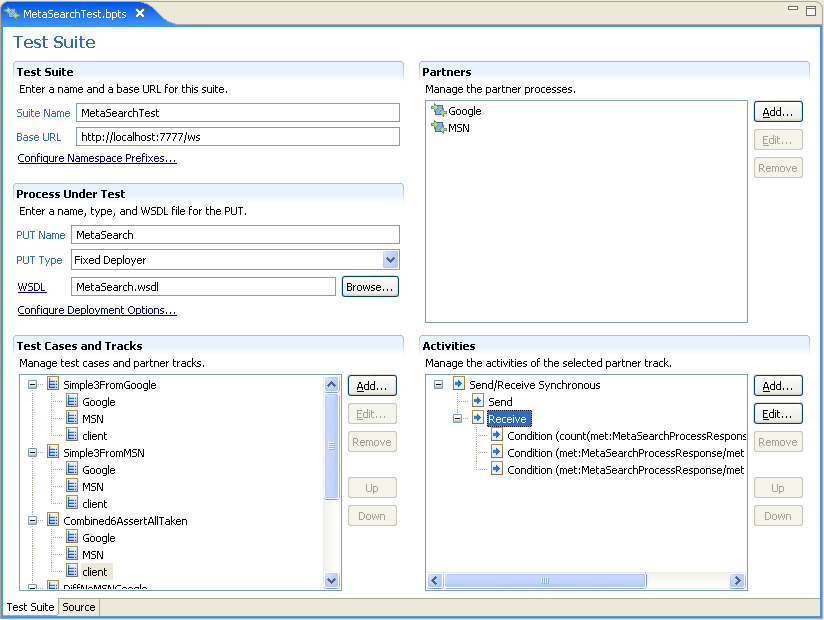 MetaSearchTest.bpts
Test Suite
Test Suite
Enter a name and a base URL for this suite.
Suite Name MetaSearchTest
Base URL http://localhost:7777/ws
Configure Namespace Prefixes...
Process Under Test
Enter a name, type, and WSDL file for the PUT.
PUT Name MetaSearch
PUT Type Fixed Deployer
WSDL MetaSearch.wsdl Browse...
Configure Deployment Options...
Test Cases and Tracks
Manage test cases and partner tracks.
Simple3FromGoogle
Google
MSN
client
Simple3FromMSN
Google
MSN
client
Combined6AssertAllTaken
Google
MSN
client
DiffNoMSNGoogle
Add...
Edit...
Remove
Up
Down
Partners
Manage the partner processes.
Google
MSN
Add...
Edit...
Remove
Activities
Manage the activities of the selected partner track.
Send/Receive Synchronous
Send
Receive
Condition (count(met:MetaSearchProcessRespons
Condition (met:MetaSearchProcessResponse/met
Condition (met:MetaSearchProcessResponse/met
Add...
Edit...
Remove
Up
Down
Test Suite Source